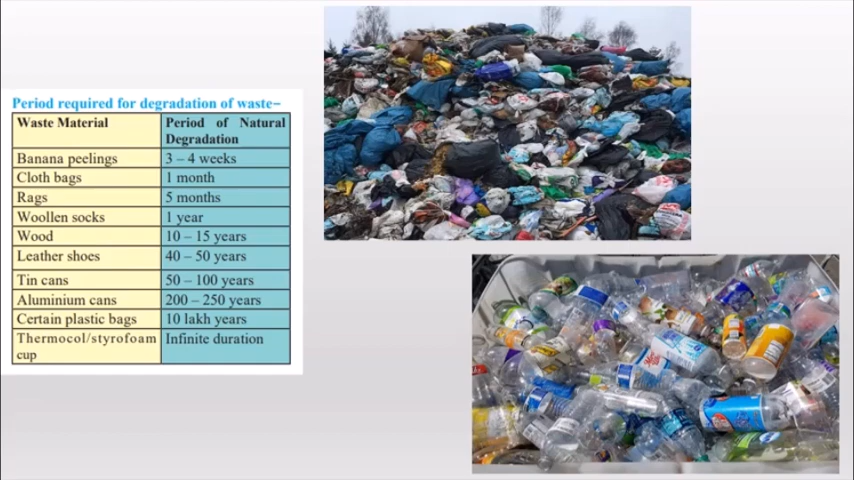 Period required for degradation of waste–
Waste Material Period of Natural Degradation
Banana peelings 3 – 4 weeks
Cloth bags 1 month
Rags 5 months
Woollen socks 1 year
Wood 10 – 15 years
Leather shoes 40 – 50 years
Tin cans 50 – 100 years
Aluminium cans 200 – 250 years
Certain plastic bags 10 lakh years
Thermocol/styrofoam cup Infinite duration